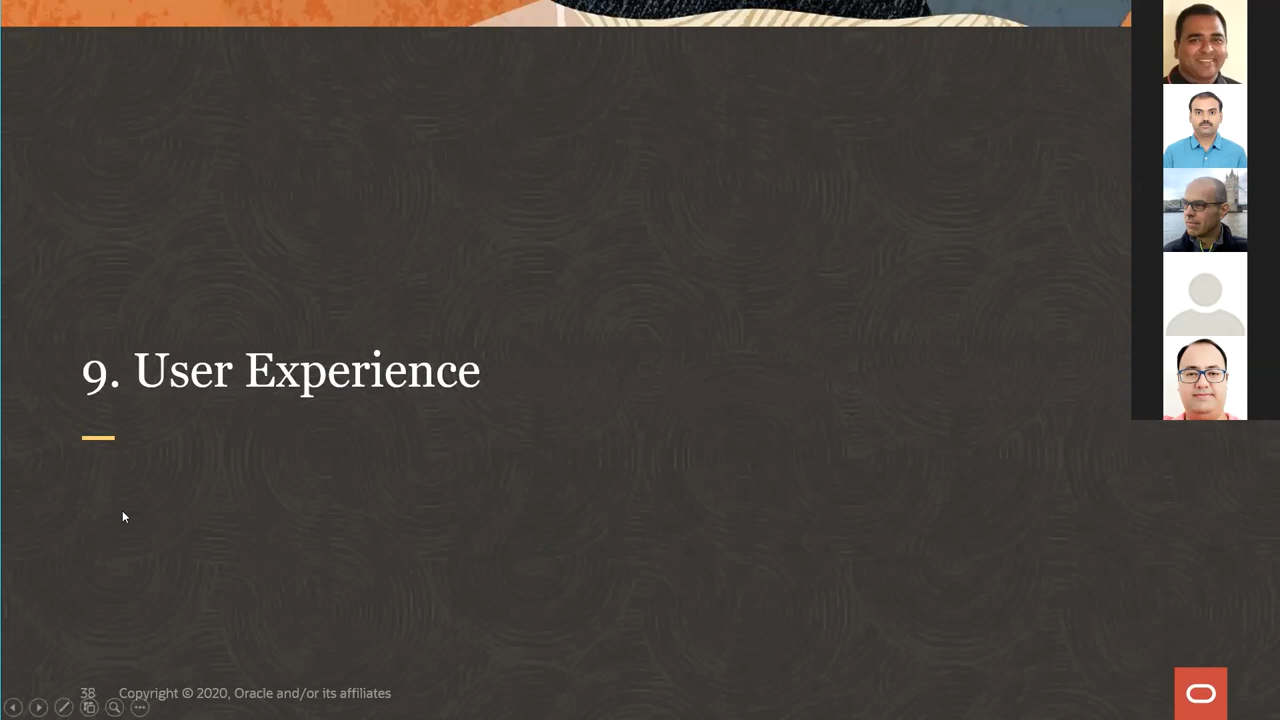 9. User Experience
38 Copyright © 2020, Oracle and/or its affiliates